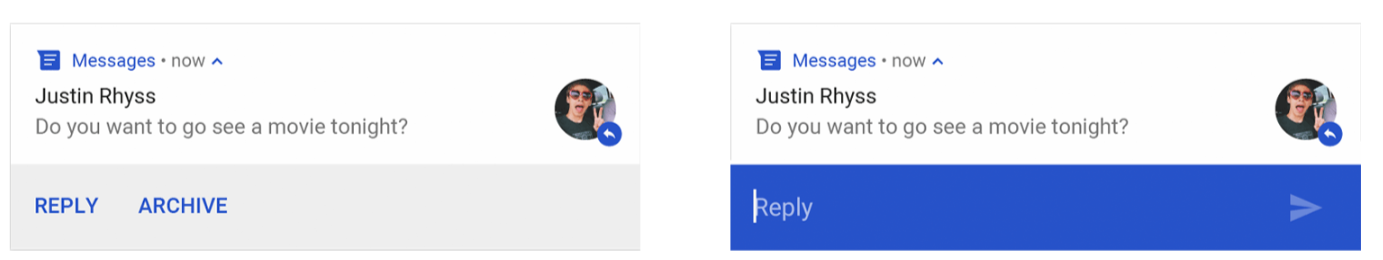 Messages • now
Justin Rhyss
Do you want to go see a movie tonight?
REPLY ARCHIVE
Messages • now
Justin Rhyss
Do you want to go see a movie tonight?
Reply